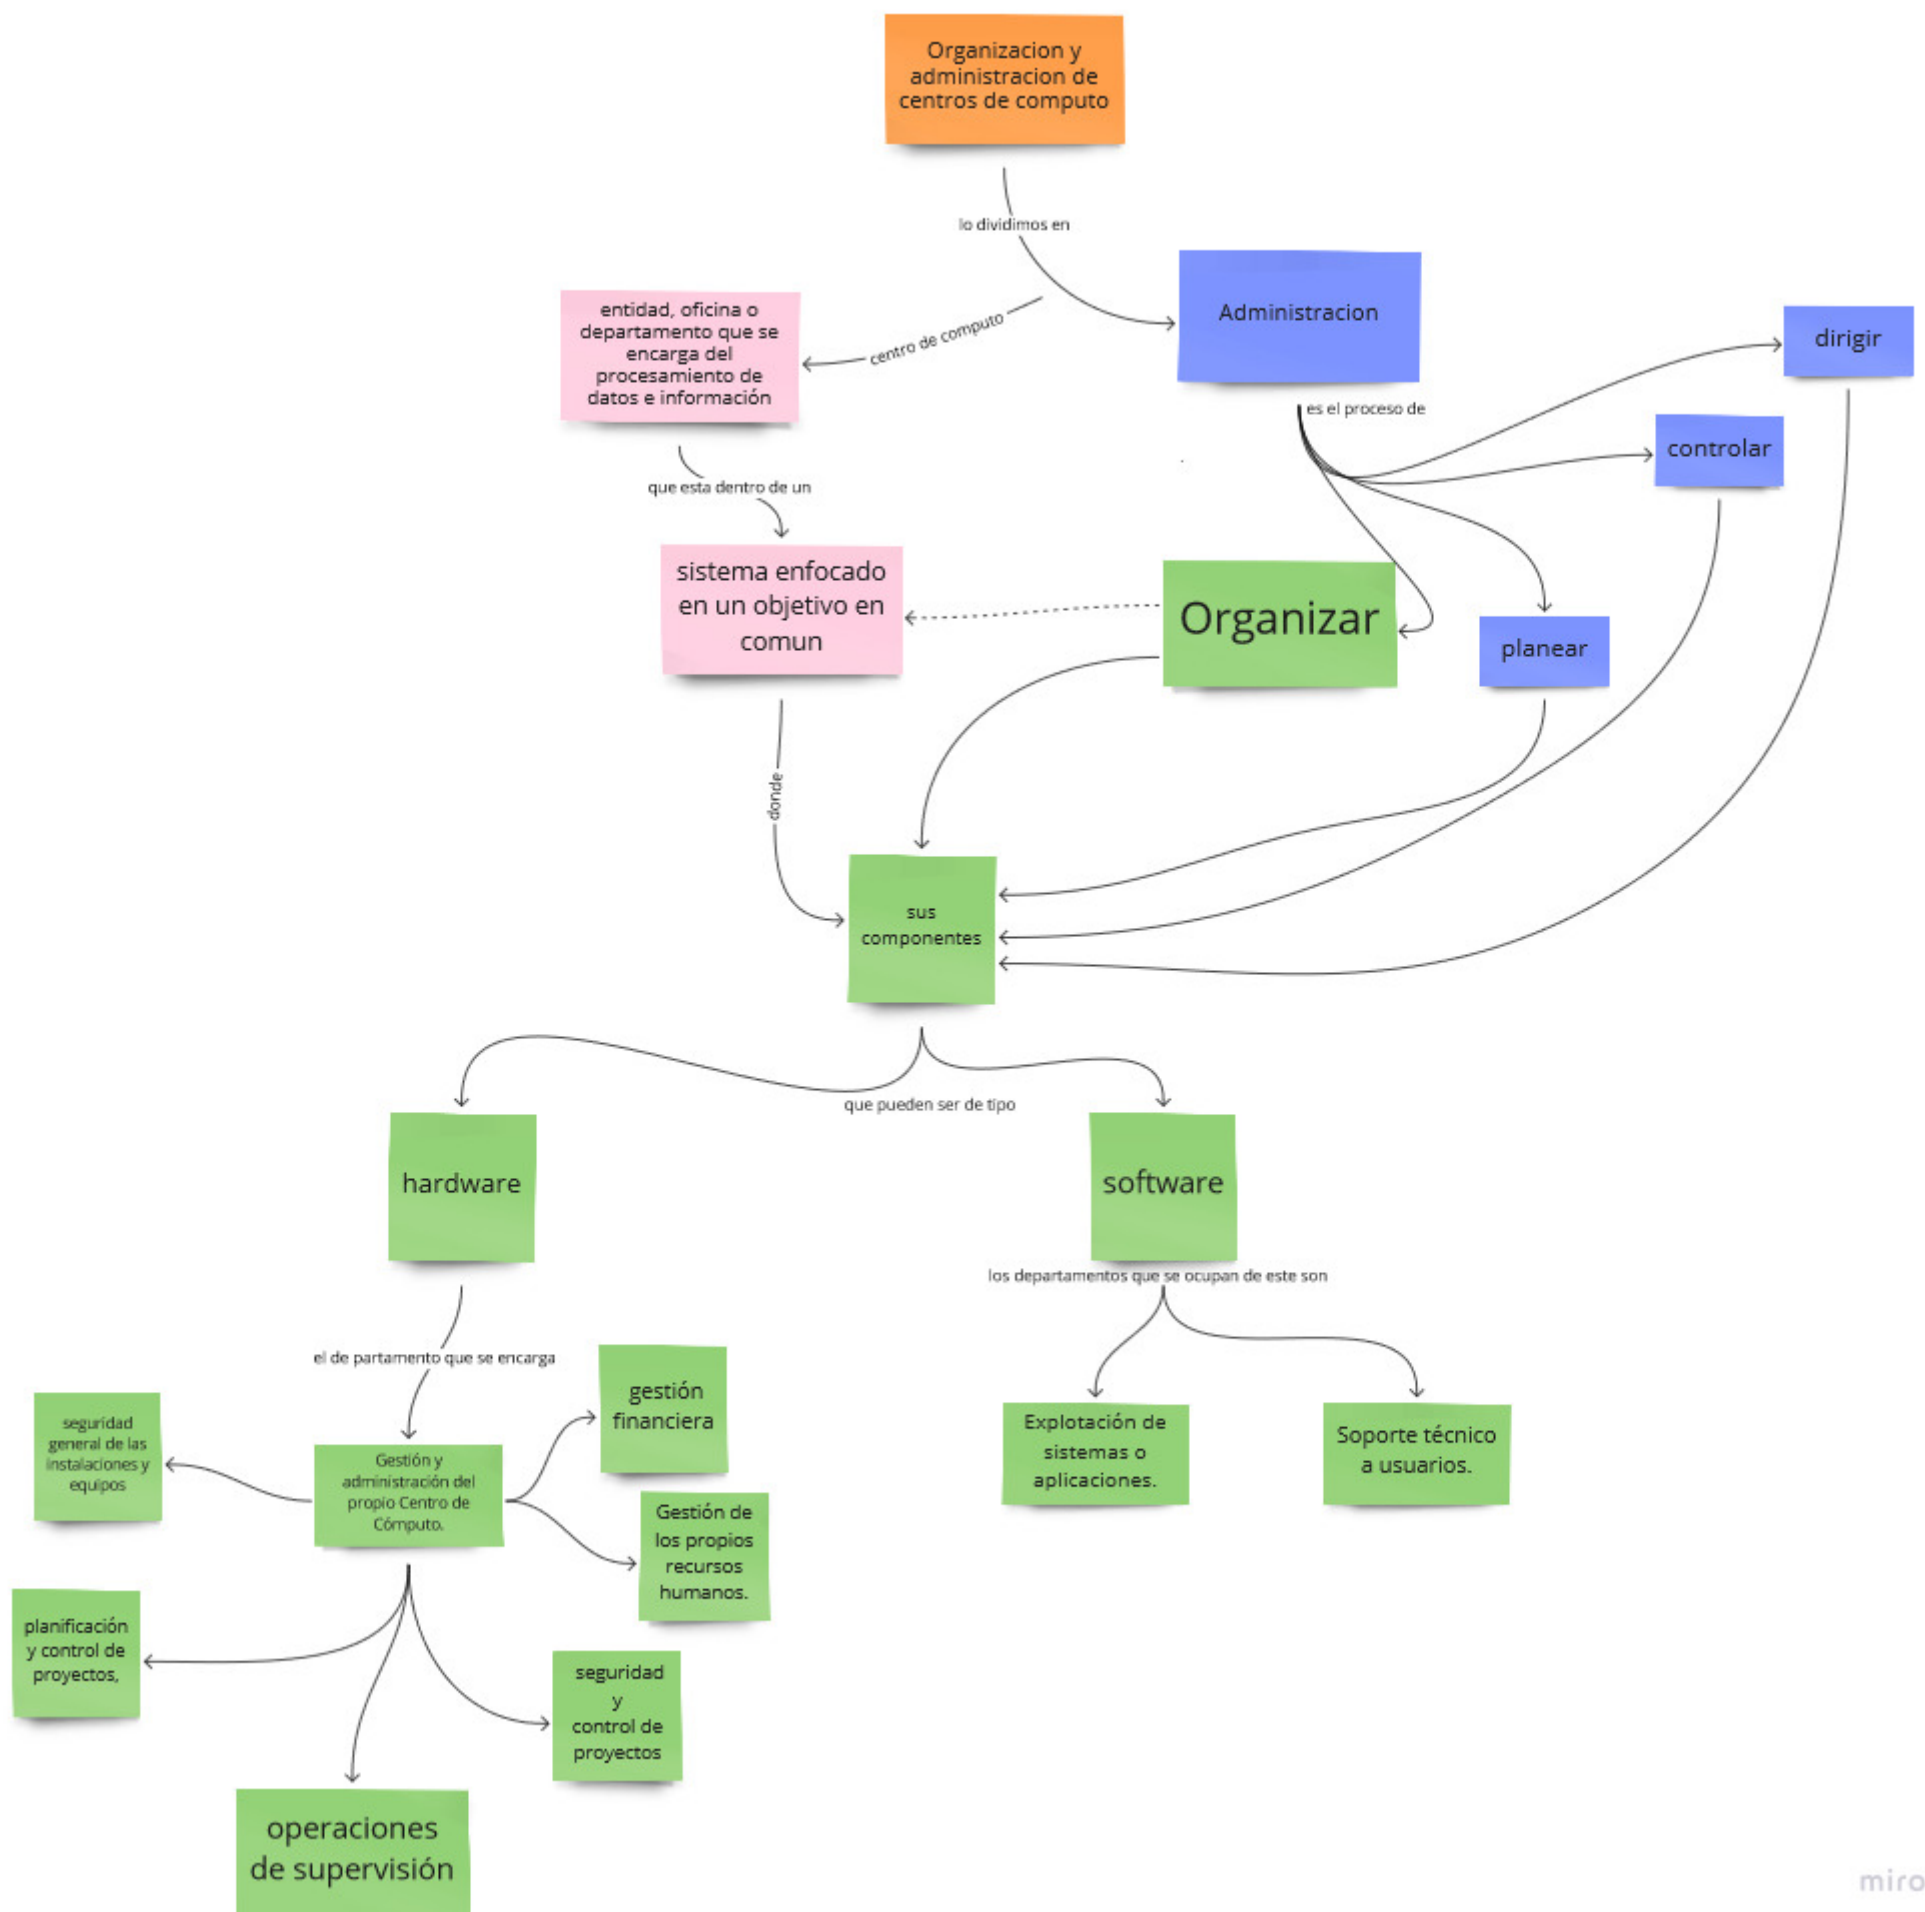 Organizacion y
administracion de
centros de computo
lo dividimos en
Administracion
entidad, oficina o
departamento que se
encarga del
procesamiento de
datos e información
centro de computo
dirigir
es el proceso de
controlar
que esta dentro de un
sistema enfocado
en un objetivo en
comun
Organizar
planear
donde
sus
componentes
que pueden ser de tipo
hardware
software
los departamentos que se ocupan de este son
el de partamento que se encarga
gestión
financiera
seguridad
general de las
instalaciones y
equipos
Gestión y
administración del
propio Centro de
Cómputo.
Explotación de
sistemas o
aplicaciones.
Soporte técnico
a usuarios.
Gestión de
los propios
recursos
humanos.
planificación
y control de
proyectos,
seguridad
y
control de
proyectos
operaciones
de supervisión
miro